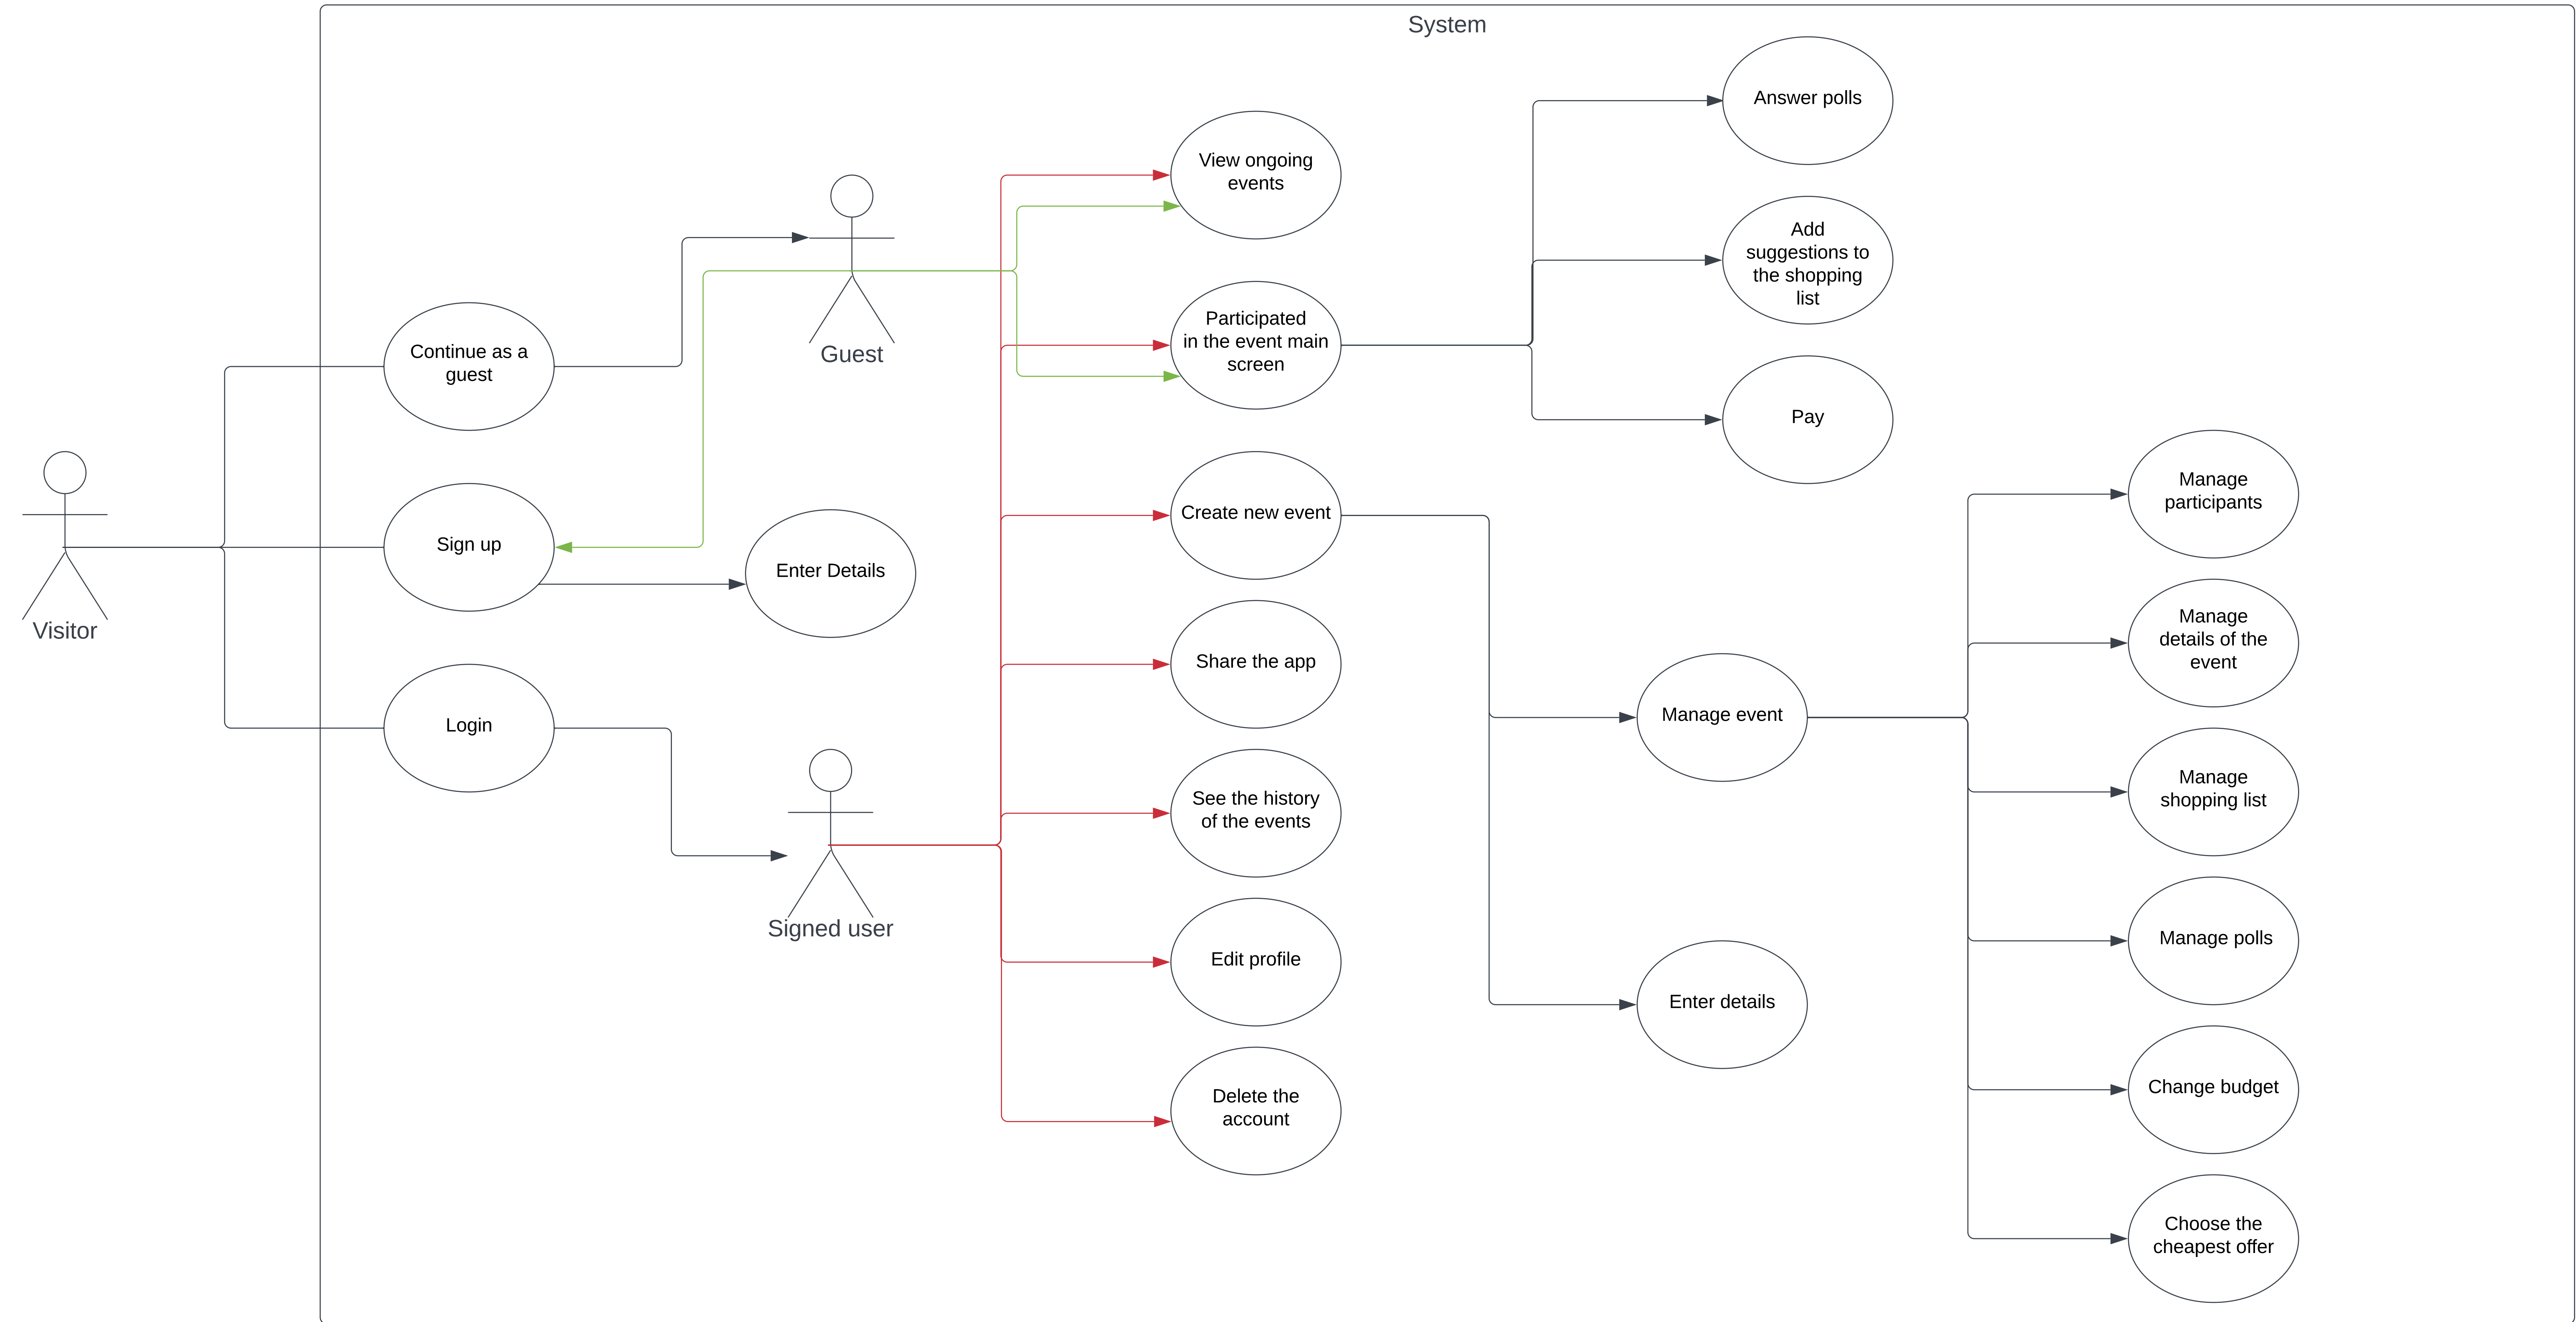 System
Visitor
Continue as a
guest
Sign up
Login
Guest
Enter Details
Signed user
View ongoing
events
Participated
in the event main
screen
Create new event
Share the app
See the history
of the events
Edit profile
Delete the
account
Answer polls
Add
suggestions to
the shopping
list
Pay
Manage event
Enter details
Manage
participants
Manage
details of the
event
Manage
shopping list
Manage polls
Change budget
Choose the
cheapest offer